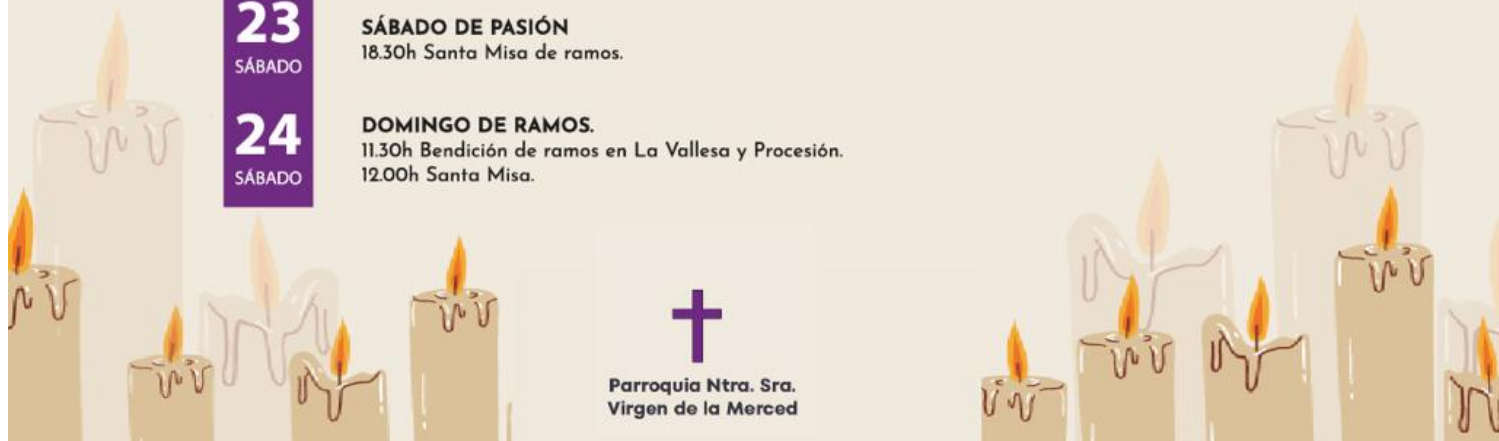 23
SÁBADO
SÁBADO DE PASIÓN
18.30h Santa Misa de ramos.
24
SÁBADO
DOMINGO DE RAMOS.
11.30h Bendición de ramos en La Vallesa y Procesión.
12.00h Santa Misa.
Parroquia Ntra. Sra.
Virgen de la Merced